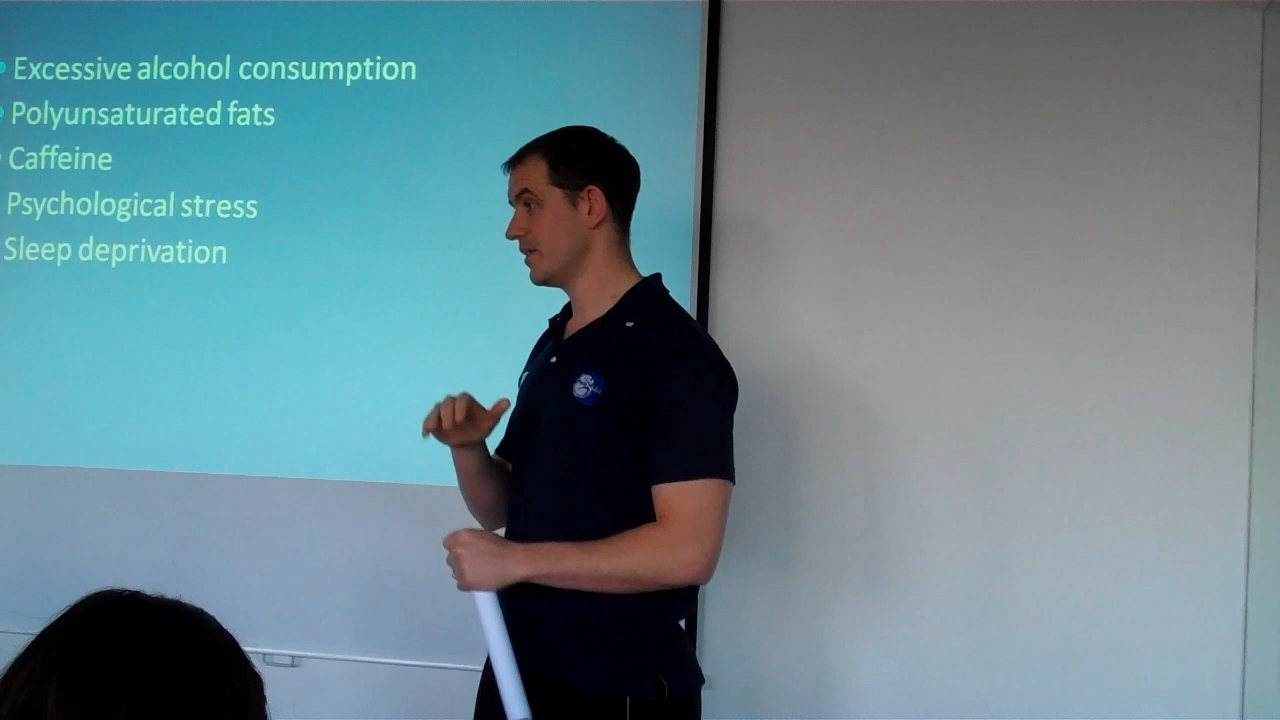 • Excessive alcohol consumption
• Polyunsaturated fats
• Caffeine
Psychological stress
Sleep deprivation